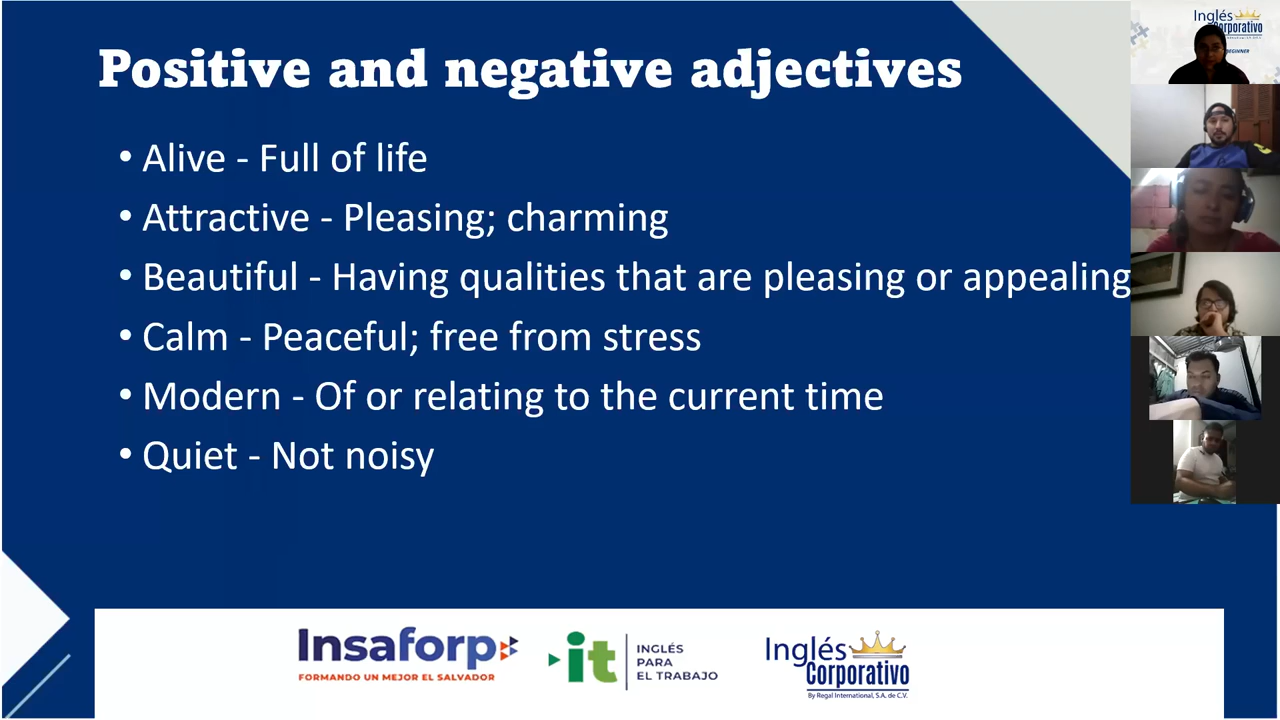 Positive and negative adjectives
• Alive - Full of life
• Attractive - Pleasing; charming
• Beautiful - Having qualities that are pleasing or appealing
• Calm - Peaceful; free from stress
• Modern - Of or relating to the current time
• Quiet - Not noisy
Inglés
Corporativo
BEGINNER
Insaforp
FORMANDO UN MEJOR EL SALVADOR
it
INGLÉS
PARA
EL TRABAJO
Inglés
Corporativo
By Regal International, S.A. de C.V.